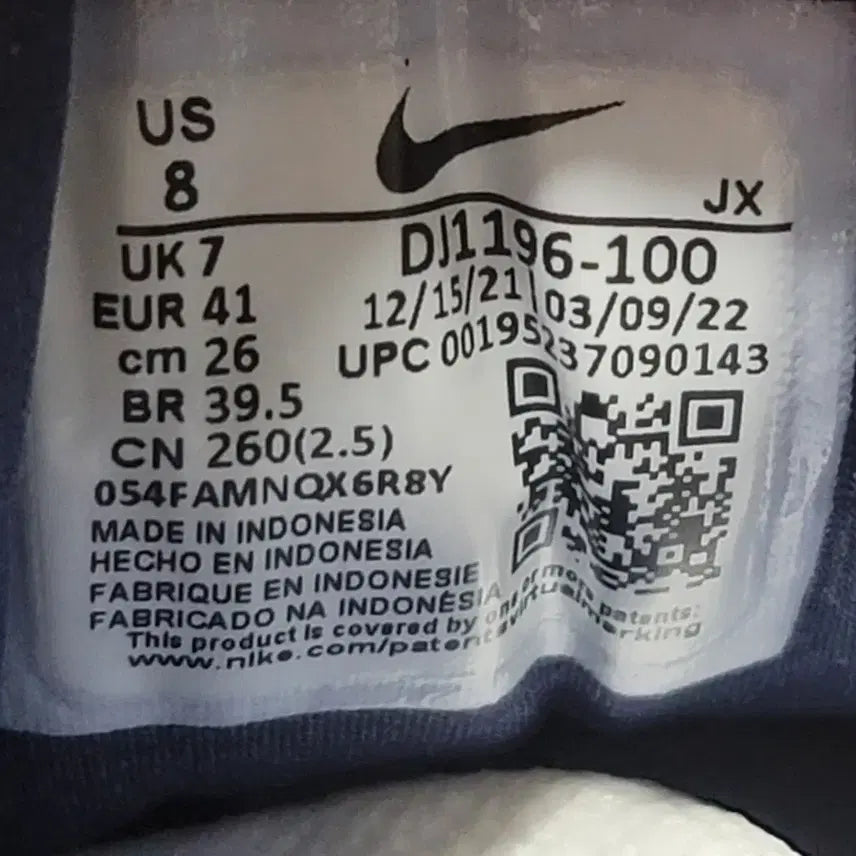 US
8
JX
UK 7
DJ1196-100
EUR 41
12/15/21 | 03/09/22
cm 26
UPC 00195237090143
BR 39.5
CN 260(2.5)
054FAMNQX6R8Y
MADE IN INDONESIA
HECHO EN INDONESIA
FABRIQUE EN INDONESIE
FABRICADO NA INDONÉSIA
This product is covered by one or more patents:
www.nike.com/patentsvirtualmarking